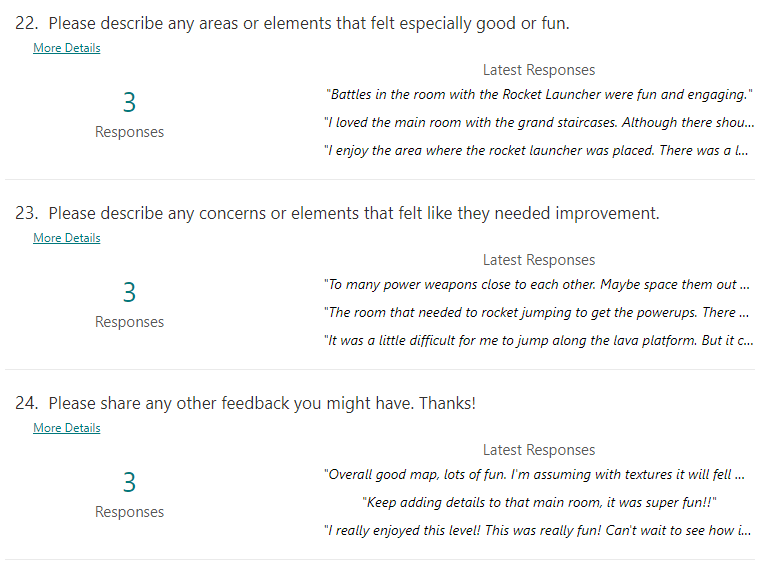 22. Please describe any areas or elements that felt especially good or fun.
More Details
3
Responses
Latest Responses
"Battles in the room with the Rocket Launcher were fun and engaging."
"I loved the main room with the grand staircases. Although there shou...
"I enjoy the area where the rocket launcher was placed. There was a l...
23. Please describe any concerns or elements that felt like they needed improvement.
More Details
3
Responses
Latest Responses
"To many power weapons close to each other. Maybe space them out ...
"The room that needed to rocket jumping to get the powerups. There ...
"It was a little difficult for me to jump along the lava platform. But it c...
24. Please share any other feedback you might have. Thanks!
More Details
3
Responses
Latest Responses
"Overall good map, lots of fun. I'm assuming with textures it will fell ...
"Keep adding details to that main room, it was super fun!!"
"I really enjoyed this level! This was really fun! Can't wait to see how i...